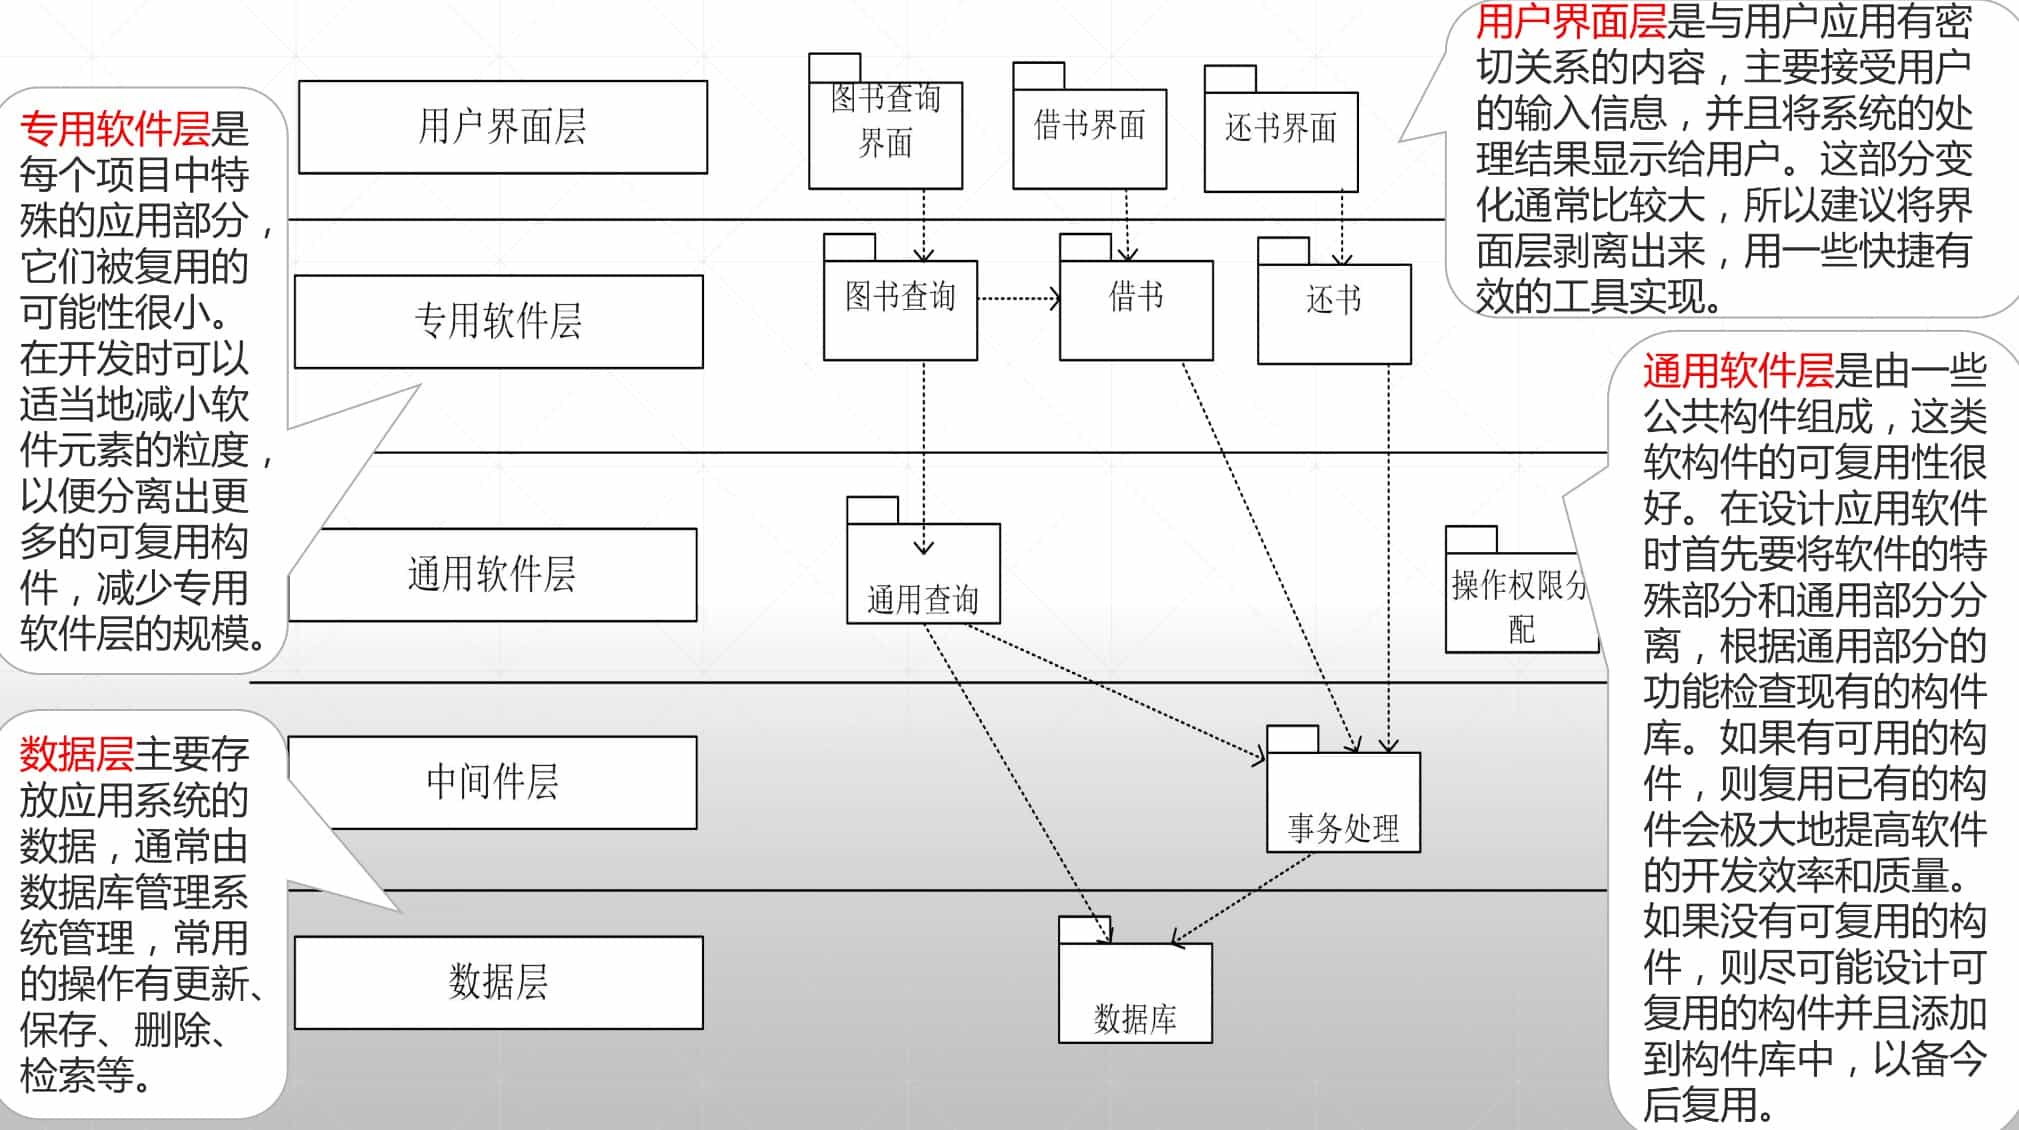 专用软件层是
每个项目中特
殊的应用部分，
它们被复用的
可能性很小。
在开发时可以
适当地减小软
件元素的粒度，
以便分离出更
多的可复用构
件，减少专用
软件层的规模。
数据层主要存
放应用系统的
数据，通常由
数据库管理系
统管理，常用
的操作有更新、
保存、删除、
检索等。
用户界面层
图书查询
界面
借书界面
还书界面
专用软件层
图书查询
借书
还书
通用软件层
通用查询
操作权限分
配
中间件层
事务处理
数据层
数据库
用户界面层是与用户应用有密
切关系的内容，主要接受用户
的输入信息，并且将系统的处
理结果显示给用户。这部分变
化通常比较大，所以建议将界
面层剥离出来，用一些快捷有
效的工具实现。
通用软件层是由一些
公共构件组成，这类
软构件的可复用性很
好。在设计应用软件
时首先要将软件的特
殊部分和通用部分分
离，根据通用部分的
功能检查现有的构件
库。如果有可用的构
件，则复用已有的构
件会极大地提高软件
的开发效率和质量。
如果没有可复用的构
件，则尽可能设计可
复用的构件并且添加
到构件库中，以备今
后复用。